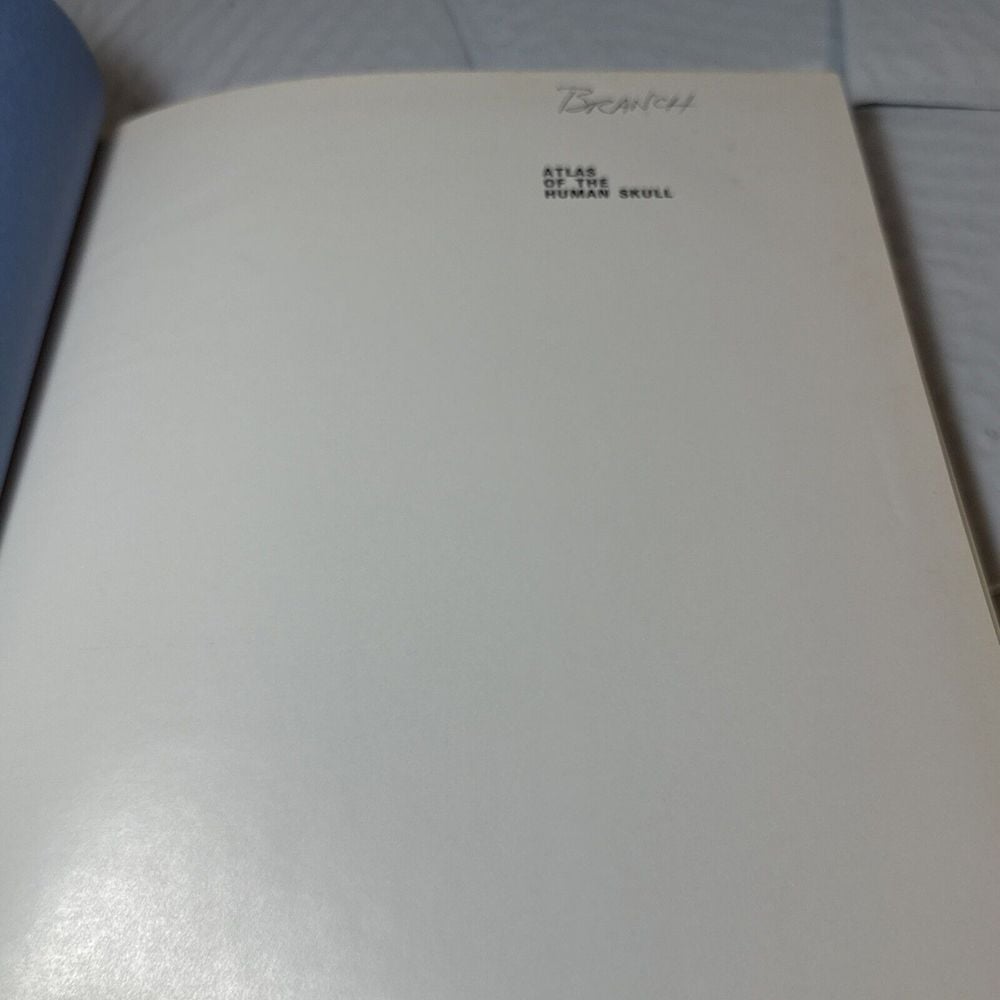 BRANCH
ATLAS
OF THE
HUMAN SKULL